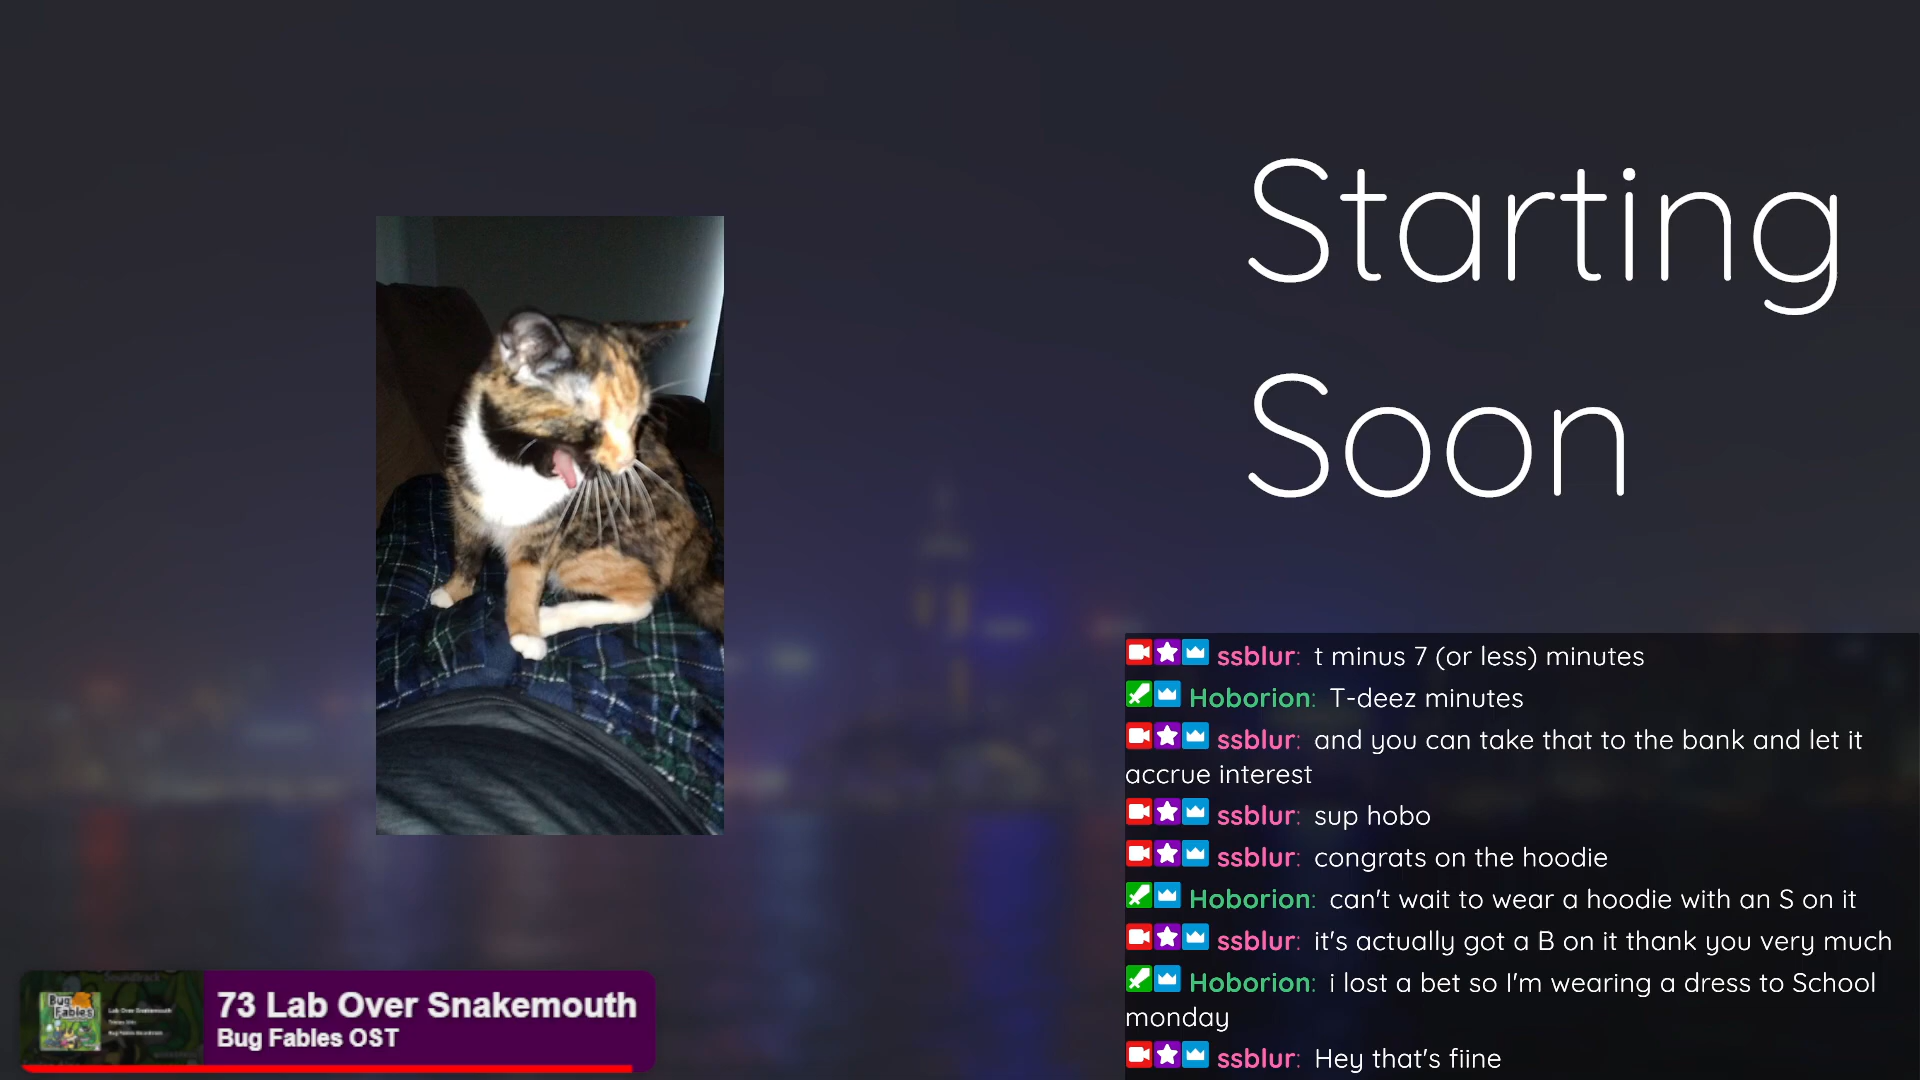 Starting
Soon
ssblur: t minus 7 (or less) minutes
Hoborion: T-deez minutes
ssblur: and you can take that to the bank and let it
accrue interest
ssblur: sup hobo
ssblur: congrats on the hoodie
Hoborion: can't wait to wear a hoodie with an S on it
ssblur: it's actually got a B on it thank you very much
Hoborion: i lost a bet so I'm wearing a dress to School
monday
ssblur: Hey that's fiine
Bug
Fables
Lab Over Snakemouth
73 Lab Over Snakemouth
Bug Fables OST